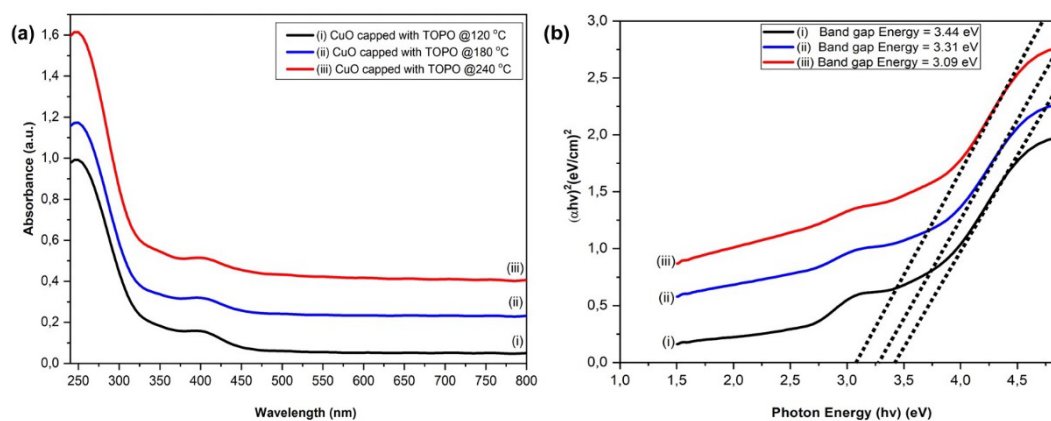 (a)
(i) CuO capped with TOPO @120 °C
(ii) CuO capped with TOPO @180 °C
(iii) CuO capped with TOPO @240 °C
1,6
1,4
1,2
1,0
0,8
0,6
0,4
0,2
0,0
Absorbance (a.u.)
(iii)
(ii)
(i)
250 300 350 400 450 500 550 600 650 700 750 800
Wavelength (nm)
(b)
(i) Band gap Energy = 3.44 eV
(ii) Band gap Energy = 3.31 eV
(iii) Band gap Energy = 3.09 eV
3,0
2,5
2,0
1,5
1,0
0,5
0,0
(αhν)²(eV/cm)²
(iii)
(ii)
(i)
1,0 1,5 2,0 2,5 3,0 3,5 4,0 4,5
Photon Energy (hν) (eV)